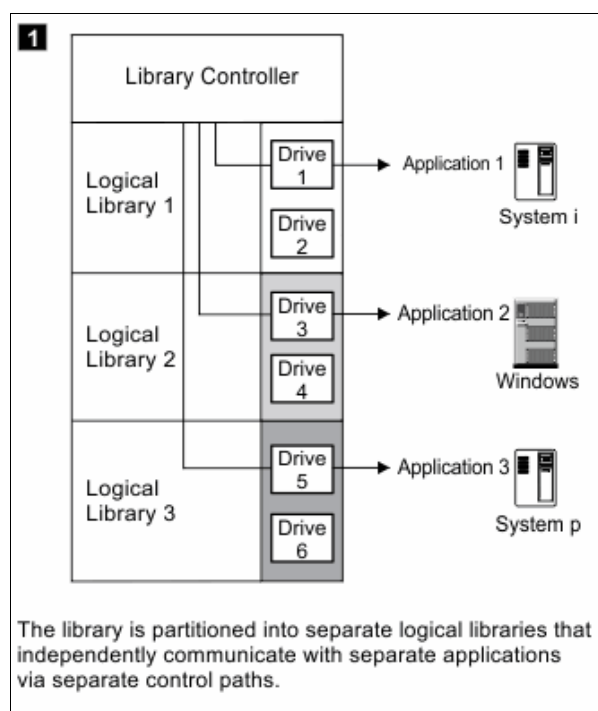 1
Library Controller
Logical
Library 1
Drive
1
Application 1
System i
Drive
2
Logical
Library 2
Drive
3
Application 2
Windows
Drive
4
Logical
Library 3
Drive
5
Application 3
System p
Drive
6
The library is partitioned into separate logical libraries that
independently communicate with separate applications
via separate control paths.